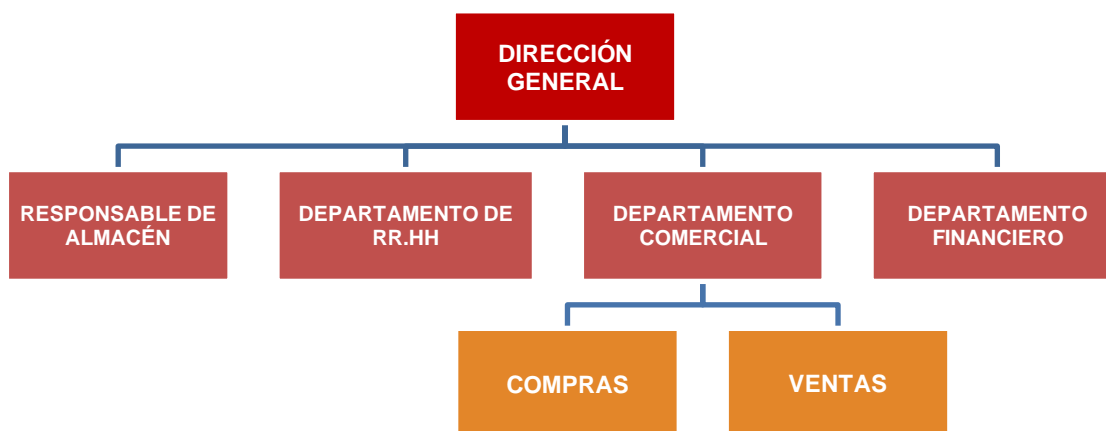 DIRECCIÓN
GENERAL
RESPONSABLE DE
ALMACÉN
DEPARTAMENTO DE
RR.HH
DEPARTAMENTO
COMERCIAL
DEPARTAMENTO
FINANCIERO
COMPRAS
VENTAS